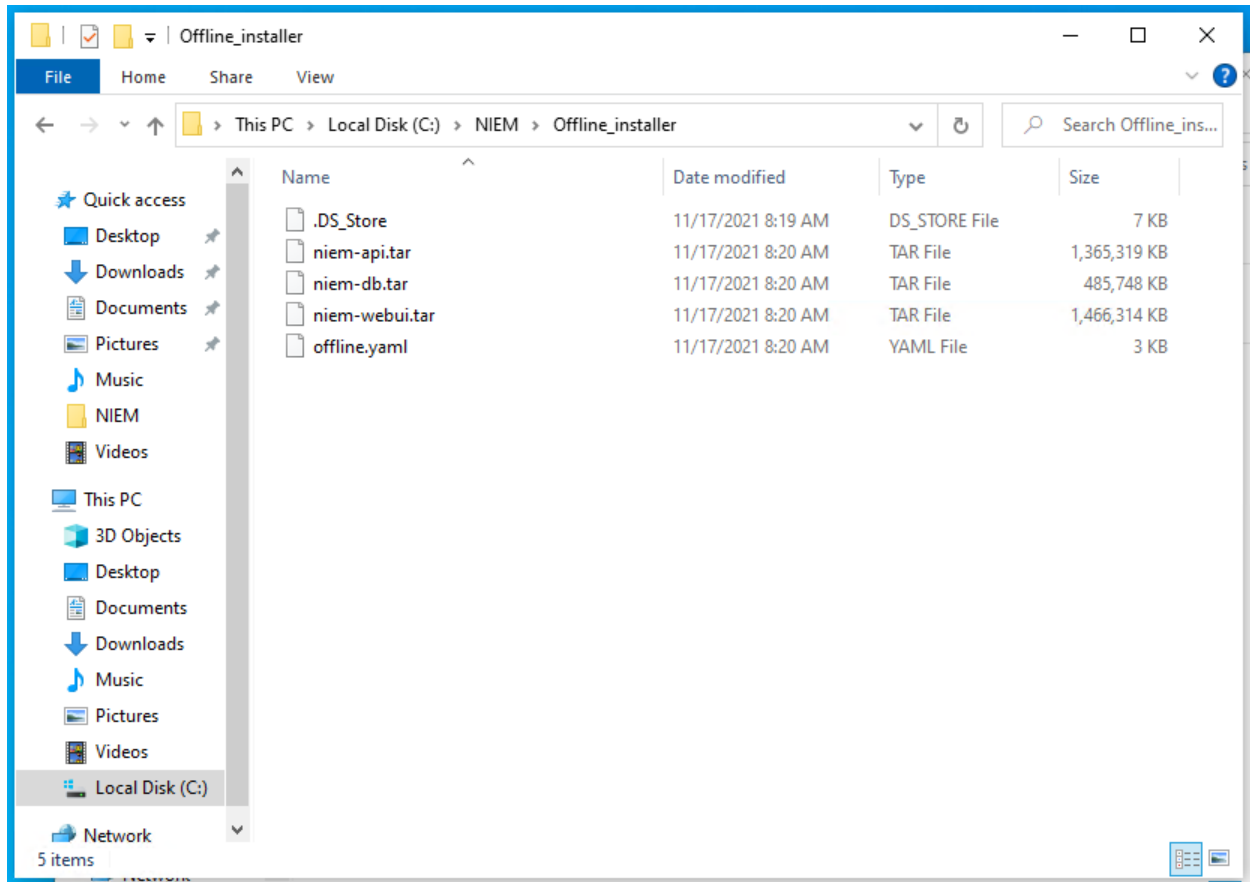 Offline_installer
File Home Share View
This PC > Local Disk (C:) > NIEM > Offline_installer Search Offline_ins...
Name Date modified Type Size
.DS_Store 11/17/2021 8:19 AM DS_STORE File 7 KB
niem-api.tar 11/17/2021 8:20 AM TAR File 1,365,319 KB
niem-db.tar 11/17/2021 8:20 AM TAR File 485,748 KB
niem-webui.tar 11/17/2021 8:20 AM TAR File 1,466,314 KB
offline.yaml 11/17/2021 8:20 AM YAML File 3 KB
Quick access
Desktop
Downloads
Documents
Pictures
Music
NIEM
Videos
This PC
3D Objects
Desktop
Documents
Downloads
Music
Pictures
Videos
Local Disk (C:)
Network
5 items